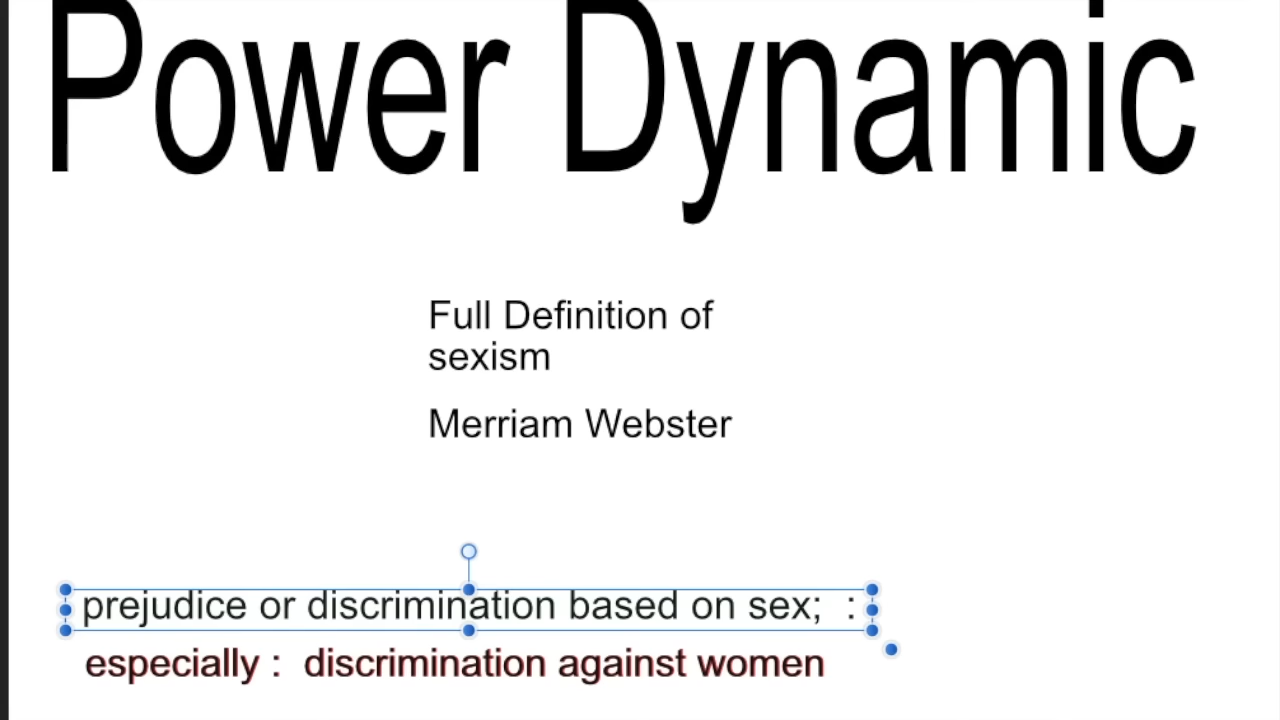 Power Dynamic
Full Definition of
sexism
Merriam Webster
prejudice or discrimination based on sex;  :
especially :  discrimination against women